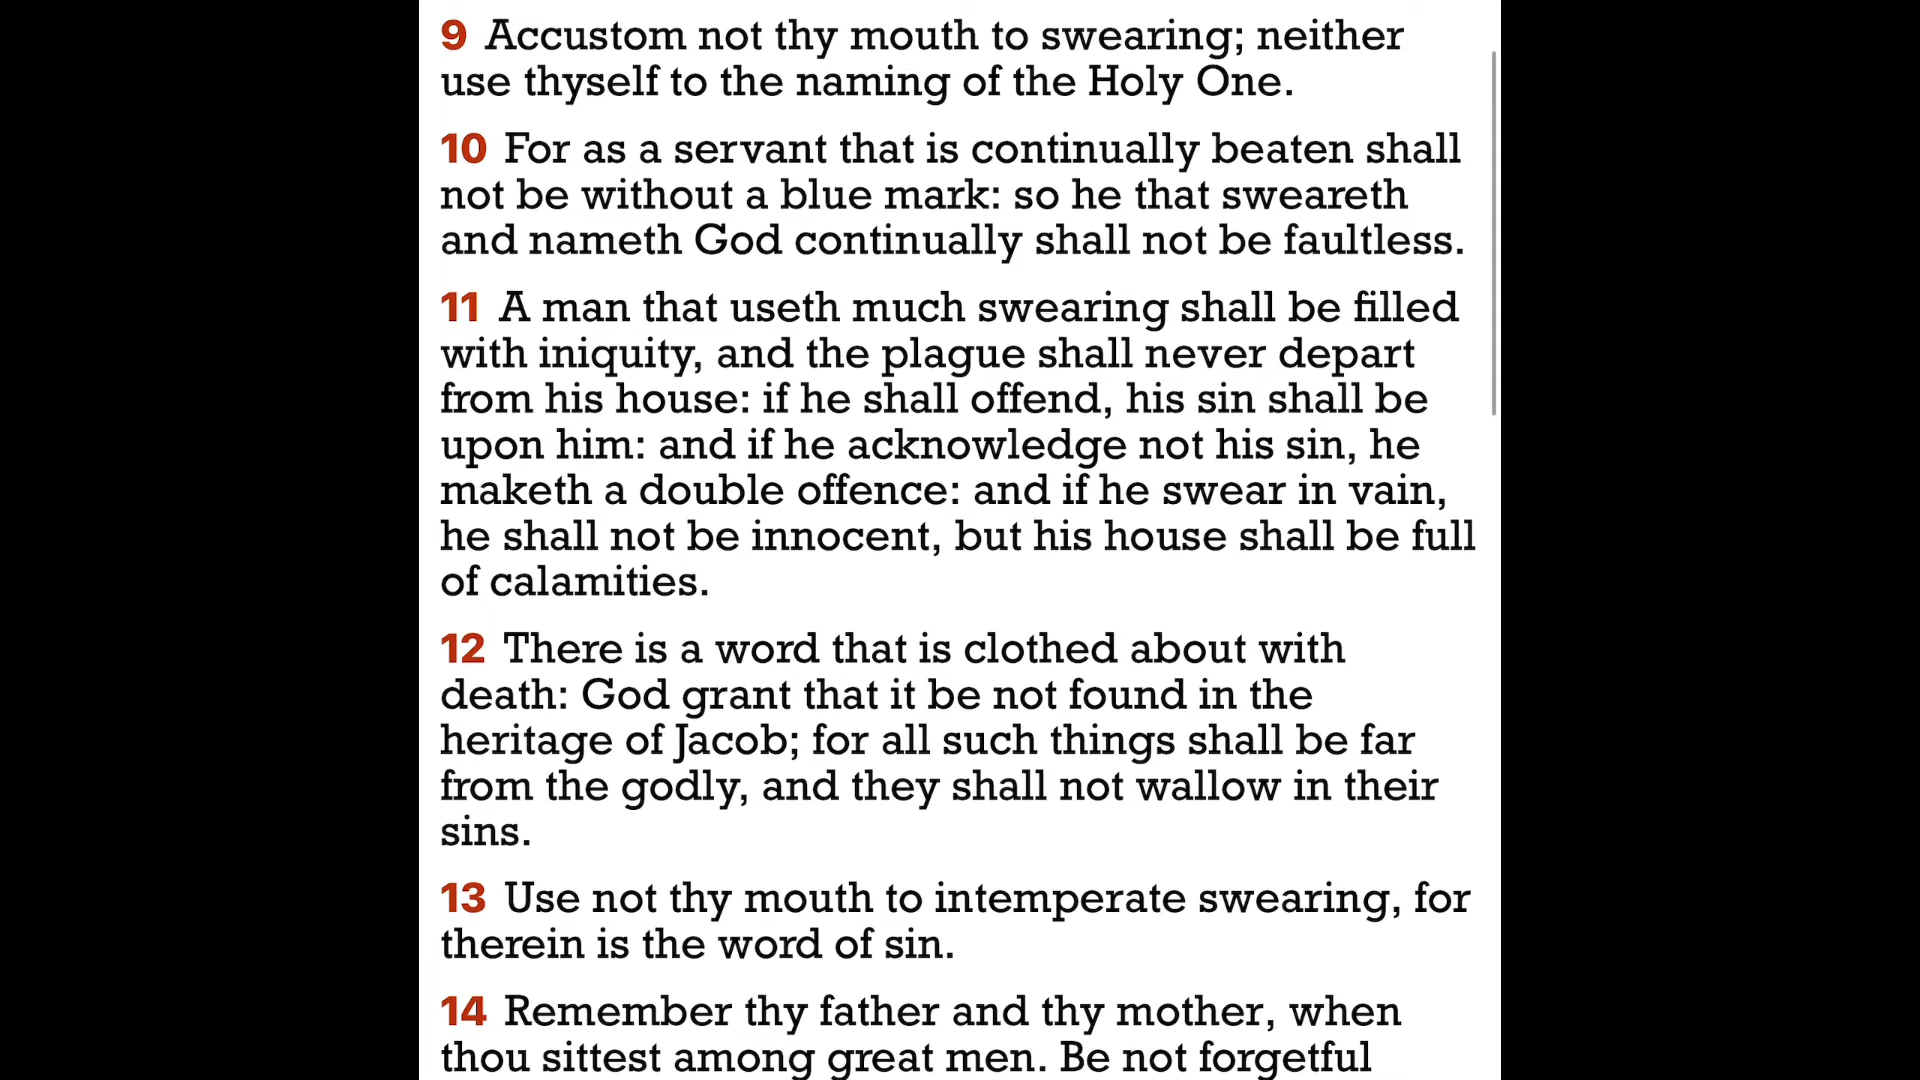 9 Accustom not thy mouth to swearing; neither
use thyself to the naming of the Holy One.
10 For as a servant that is continually beaten shall
not be without a blue mark: so he that sweareth
and nameth God continually shall not be faultless.
11 A man that useth much swearing shall be filled
with iniquity, and the plague shall never depart
from his house: if he shall offend, his sin shall be
upon him: and if he acknowledge not his sin, he
maketh a double offence: and if he swear in vain,
he shall not be innocent, but his house shall be full
of calamities.
12 There is a word that is clothed about with
death: God grant that it be not found in the
heritage of Jacob; for all such things shall be far
from the godly, and they shall not wallow in their
sins.
13 Use not thy mouth to intemperate swearing, for
therein is the word of sin.
14 Remember thy father and thy mother, when
thou sittest among great men. Be not forgetful